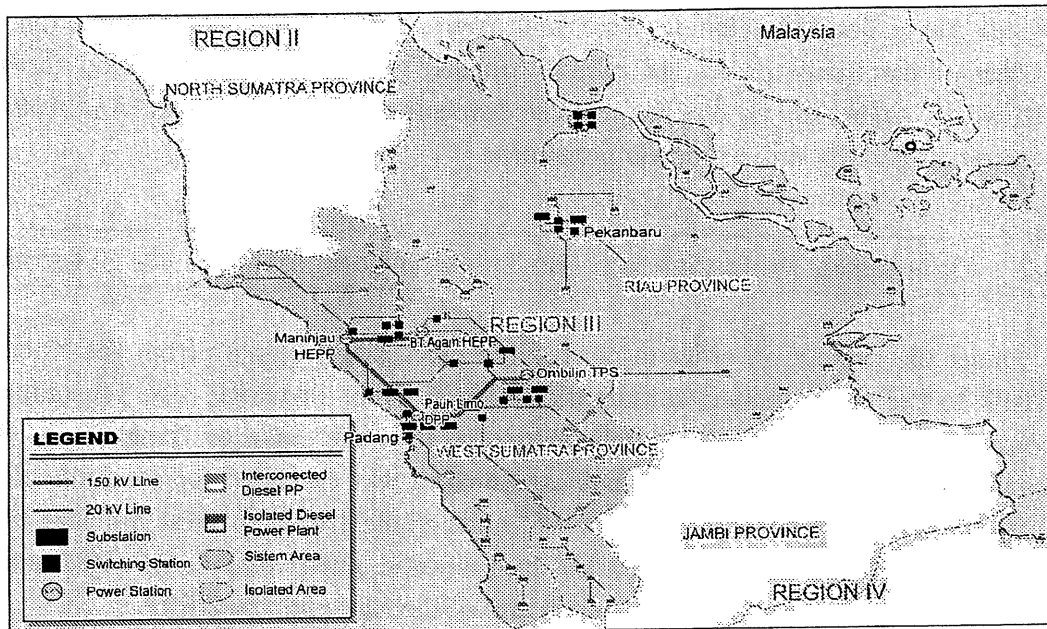 REGION II
Malaysia
NORTH SUMATRA PROVINCE
Pekanbaru
RIAU PROVINCE
REGION III
Maninjau
HEPP
BT.Agam HEPP
Ombilin TPS
Pauh Limo
DPP
Padang
WEST SUMATRA PROVINCE
JAMBI PROVINCE
REGION IV
LEGEND
150 kV Line
20 kV Line
Substation
Switching Station
Power Station
Interconected
Diesel PP
Isolated Diesel
Power Plant
Sistem Area
Isolated Area